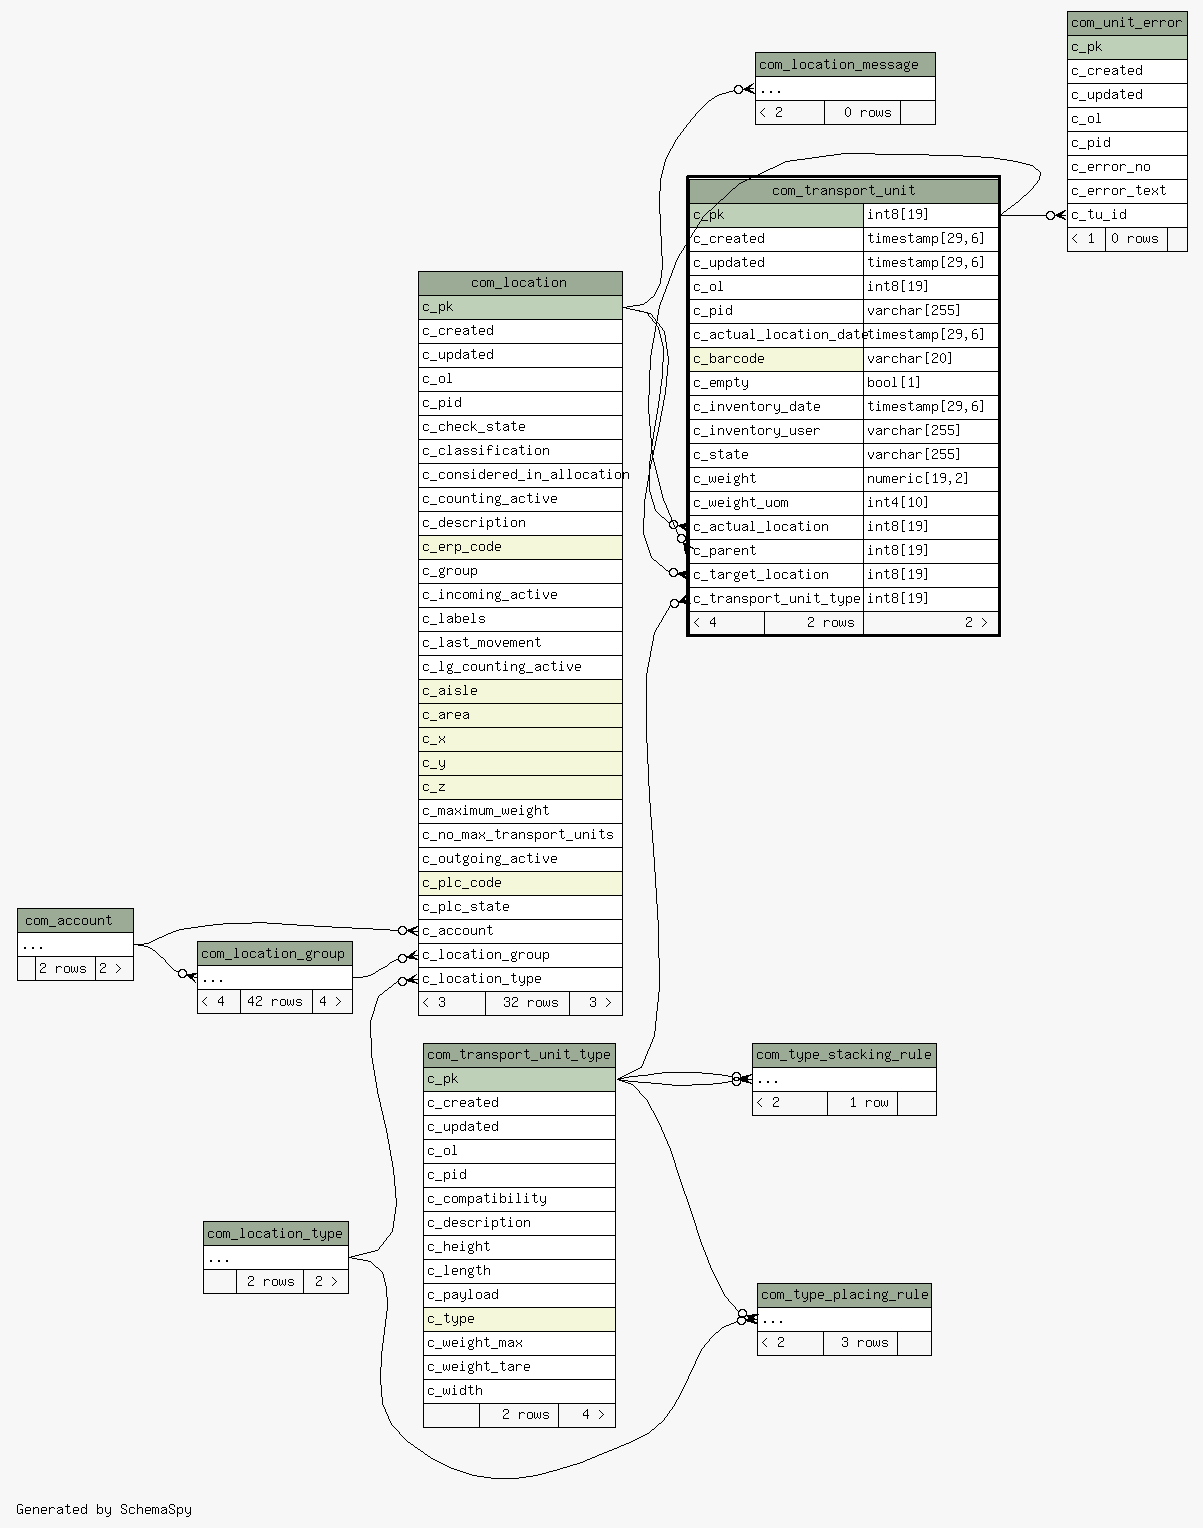 com_unit_error
c_pk
c_created
c_updated
c_ol
c_pid
c_error_no
c_error_text
c_tu_id
< 1 0 rows
com_location_message
...
< 2 0 rows
com_transport_unit
c_pk int8[19]
c_created timestamp[29,6]
c_updated timestamp[29,6]
c_ol int8[19]
c_pid varchar[255]
c_actual_location_date timestamp[29,6]
c_barcode varchar[20]
c_empty bool[1]
c_inventory_date timestamp[29,6]
c_inventory_user varchar[255]
c_state varchar[255]
c_weight numeric[19,2]
c_weight_uom int4[10]
c_actual_location int8[19]
c_parent int8[19]
c_target_location int8[19]
c_transport_unit_type int8[19]
< 4 2 rows 2 >
com_location
c_pk
c_created
c_updated
c_ol
c_pid
c_check_state
c_classification
c_considered_in_allocation
c_counting_active
c_description
c_erp_code
c_group
c_incoming_active
c_labels
c_last_movement
c_lg_counting_active
c_aisle
c_area
c_x
c_y
c_z
c_maximum_weight
c_no_max_transport_units
c_outgoing_active
c_plc_code
c_plc_state
c_account
c_location_group
c_location_type
< 3 32 rows 3 >
com_account
...
2 rows 2 >
com_location_group
...
< 4 42 rows 4 >
com_transport_unit_type
c_pk
c_created
c_updated
c_ol
c_pid
c_compatibility
c_description
c_height
c_length
c_payload
c_type
c_weight_max
c_weight_tare
c_width
2 rows 4 >
com_type_stacking_rule
...
< 2 1 row
com_location_type
...
2 rows 2 >
com_type_placing_rule
...
< 2 3 rows
Generated by SchemaSpy